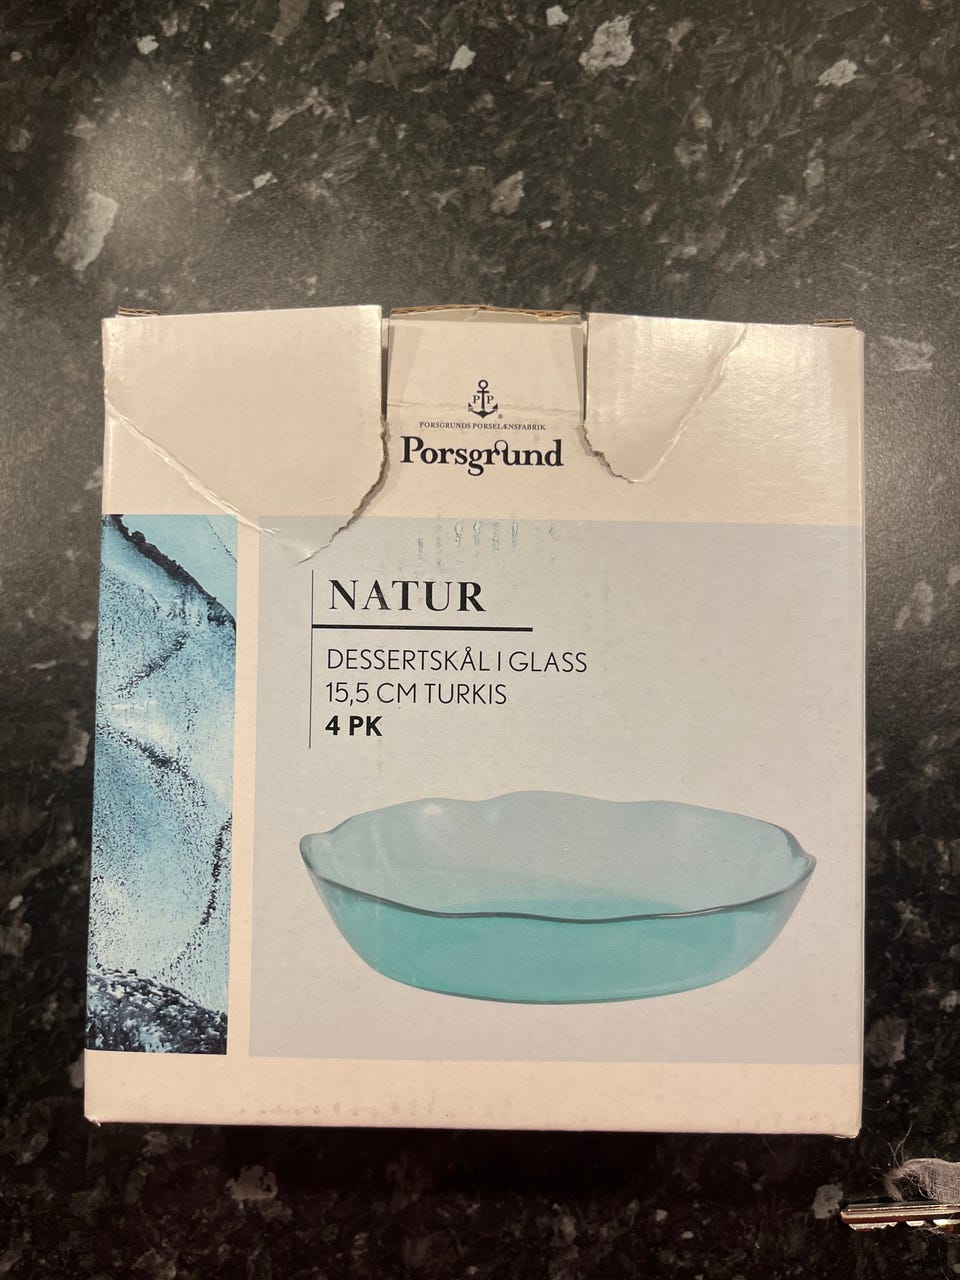 P P
PORSGRUNDS PORSELÆNSFABRIK
Porsgrund
NATUR
DESSERTSKÅL I GLASS
15,5 CM TURKIS
4 PK